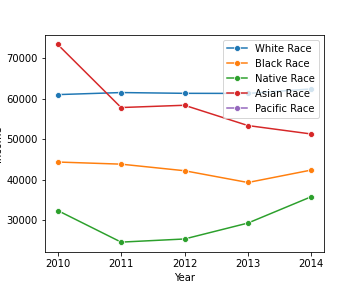 White Race
Black Race
Native Race
Asian Race
Pacific Race
70000
60000
50000
40000
30000
2010 2011 2012 2013 2014
Year